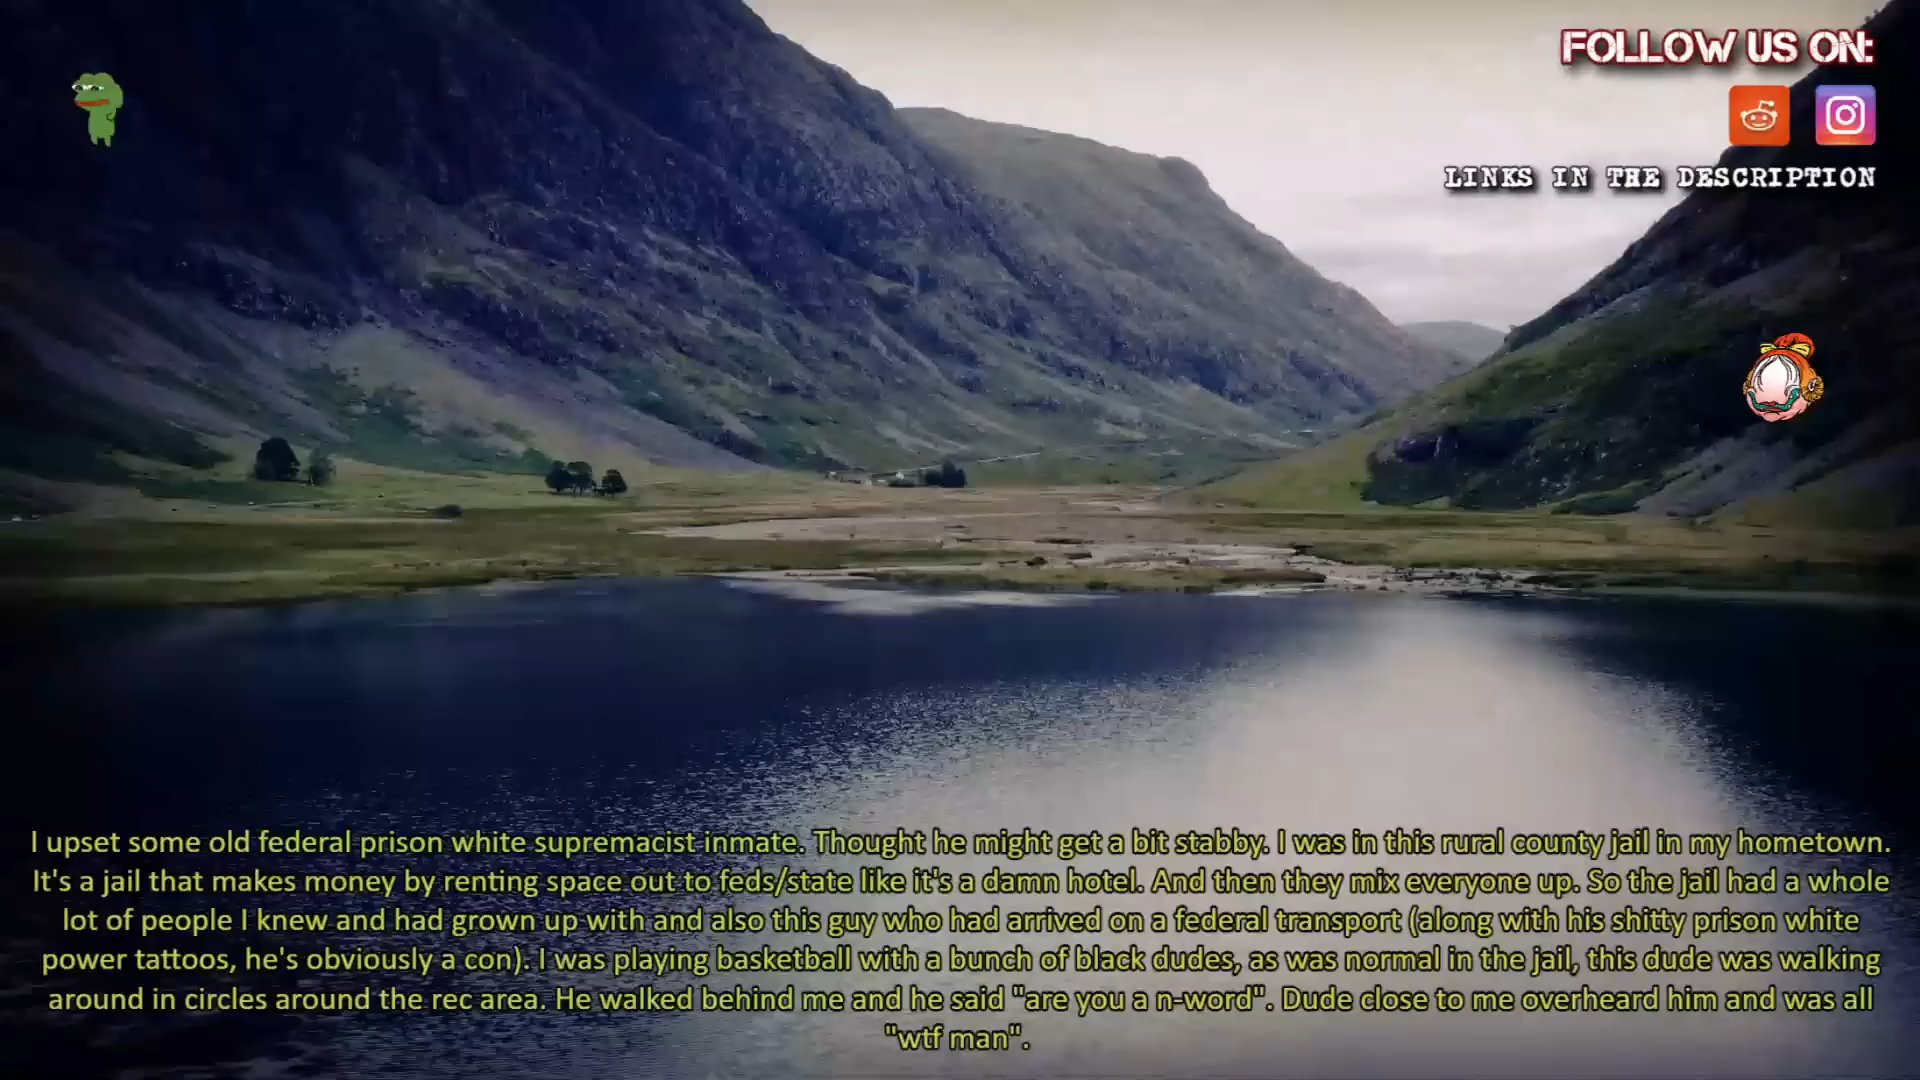 FOLLOW US ON:
LINKS IN THE DESCRIPTION
I upset some old federal prison white supremacist inmate. Thought he might get a bit stabby. I was in this rural county jail in my hometown.
It's a jail that makes money by renting space out to feds/state like it's a damn hotel. And then they mix everyone up. So the jail had a whole
lot of people I knew and had grown up with and also this guy who had arrived on a federal transport (along with his shitty prison white
power tattoos, he's obviously a con). I was playing basketball with a bunch of black dudes, as was normal in the jail, this dude was walking
around in circles around the rec area. He walked behind me and he said "are you a n-word". Dude close to me overheard him and was all
"wtf man".